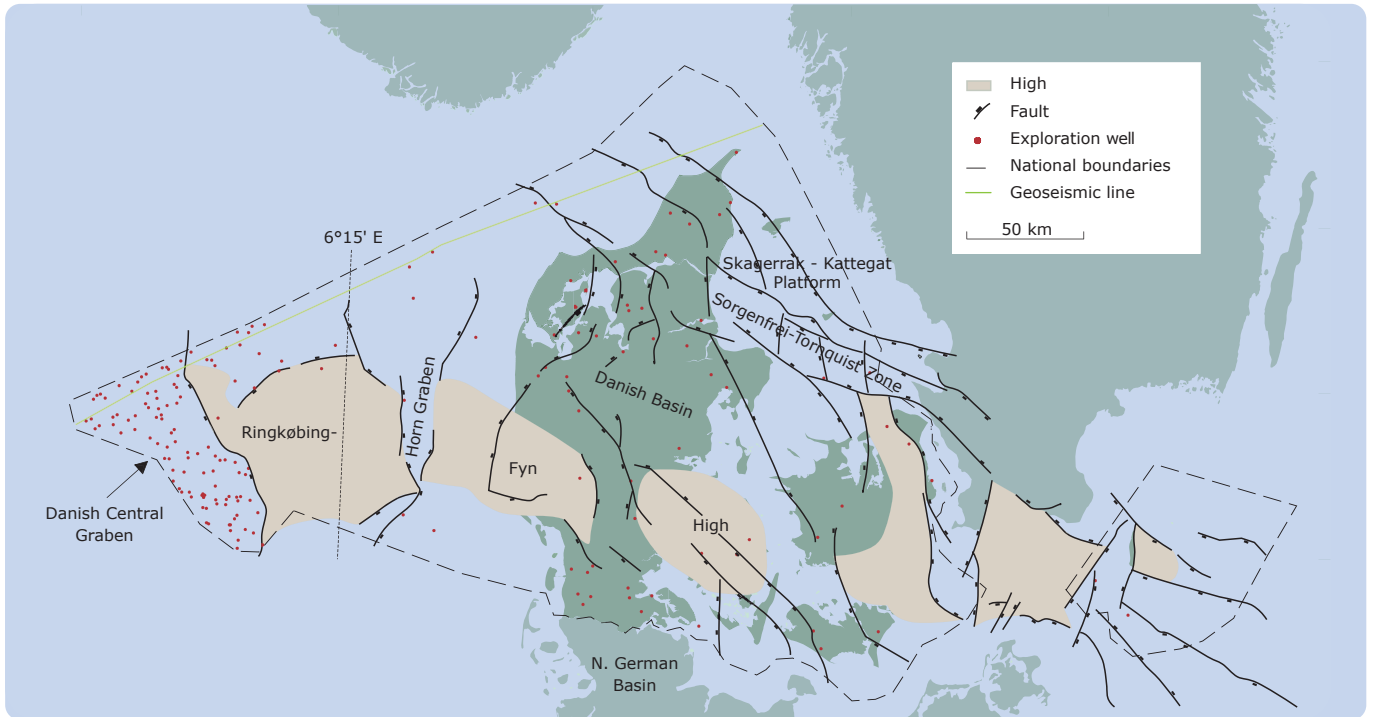 High
Fault
Exploration well
National boundaries
Geoseismic line
50 km
6°15' E
Skagerrak - Kattegat
Platform
Sorgenfrei-Tornquist Zone
Horn Graben
Danish Basin
Ringkøbing-
Fyn
High
Danish Central
Graben
N. German
Basin